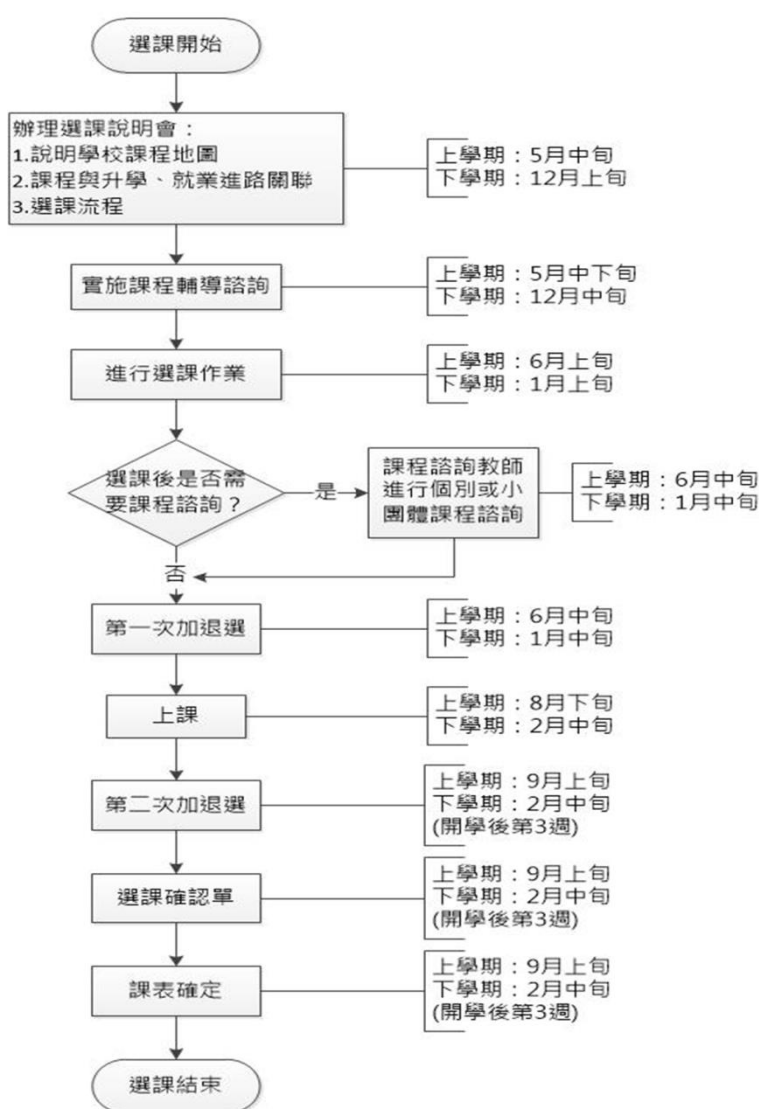 選課開始
辦理選課說明會：
1.說明學校課程地圖
2.課程與升學、就業進路關聯
3.選課流程
上學期：5月中旬
下學期：12月上旬
實施課程輔導諮詢
上學期：5月中下旬
下學期：12月中旬
進行選課作業
上學期：6月上旬
下學期：1月上旬
選課後是否需
要課程諮詢？
是
課程諮詢教師
進行個別或小
團體課程諮詢
上學期：6月中旬
下學期：1月中旬
否
第一次加退選
上學期：6月中旬
下學期：1月中旬
上課
上學期：8月下旬
下學期：2月中旬
第二次加退選
上學期：9月上旬
下學期：2月中旬
(開學後第3週)
選課確認單
上學期：9月上旬
下學期：2月中旬
(開學後第3週)
課表確定
上學期：9月上旬
下學期：2月中旬
(開學後第3週)
選課結束